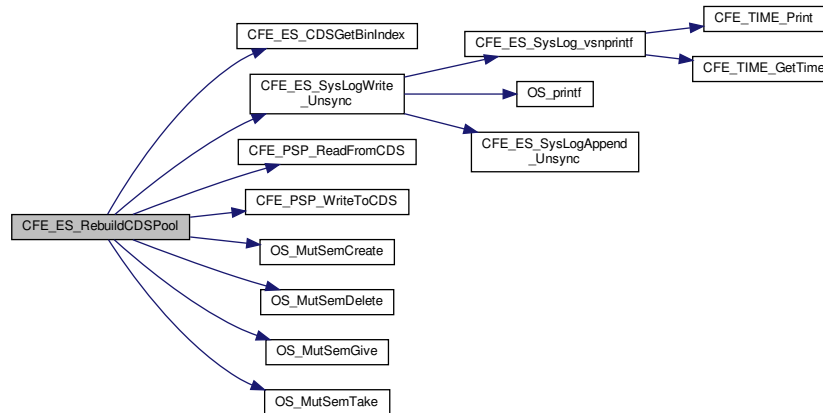 CFE_ES_RebuildCDSPool
CFE_ES_CDSGetBinIndex
CFE_ES_SysLogWrite
_Unsync
CFE_PSP_ReadFromCDS
CFE_PSP_WriteToCDS
OS_MutSemCreate
OS_MutSemDelete
OS_MutSemGive
OS_MutSemTake
CFE_ES_SysLog_vsnprintf
OS_printf
CFE_ES_SysLogAppend
_Unsync
CFE_TIME_Print
CFE_TIME_GetTime